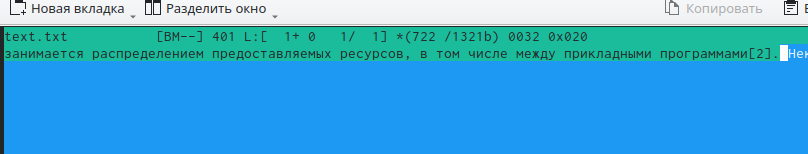 Новая вкладка Разделить окно Копировать
text.txt [BM--] 401 L:[ 1+ 0 1/ 1] *(722 /1321b) 0032 0x020
занимается распределением предоставляемых ресурсов, в том числе между прикладными программами[2]. Нек